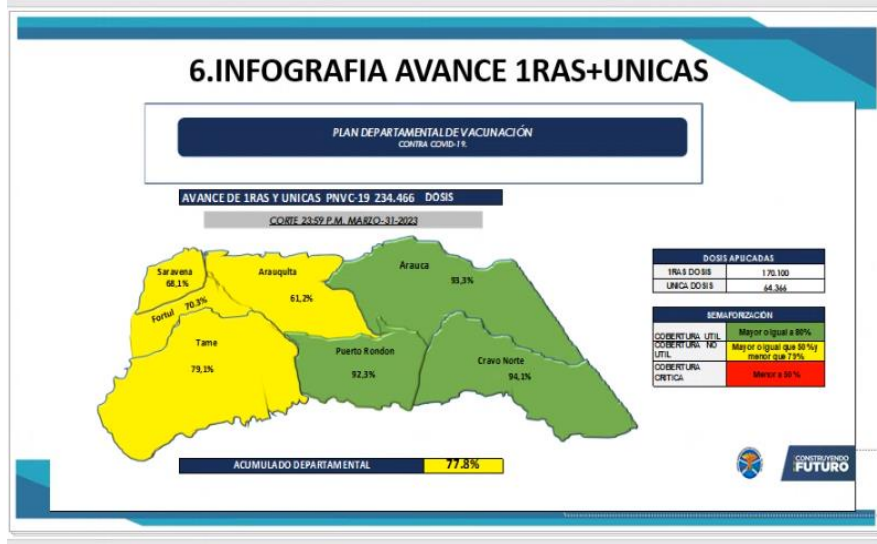 6.INFOGRAFIA AVANCE 1RAS+UNICAS
PLAN DEPARTAMENTAL DE VACUNACIÓN
CONTRA COVID-19.
AVANCE DE 1RAS Y UNICAS PNVC-19 234.466 DOSIS
CORTE 23:59 P.M. MARZO-31-2023
Saravena
68,1%
Arauquita
61,2%
Arauca
93,3%
Fortul 70.3%
Tame
79,1%
Puerto Rondon
92,3%
Cravo Norte
94,1%
DOSIS APLICADAS
1RAS DOSIS 170.100
UNICA DOSIS 64.366
SEMAFORIZACIÓN
COBERTURA UTIL Mayor o igual a 80%
COBERTURA NO UTIL Mayor o igual que 50 % y
menor que 79%
COBERTURA CRITICA Menor a 50%
ACUMULADO DEPARTAMENTAL 77.8%
CONSTRUYENDO
FUTURO